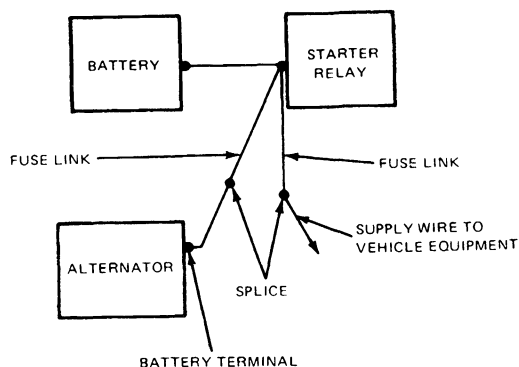 BATTERY
STARTER
RELAY
FUSE LINK
FUSE LINK
SUPPLY WIRE TO
VEHICLE EQUIPMENT
ALTERNATOR
SPLICE
BATTERY TERMINAL